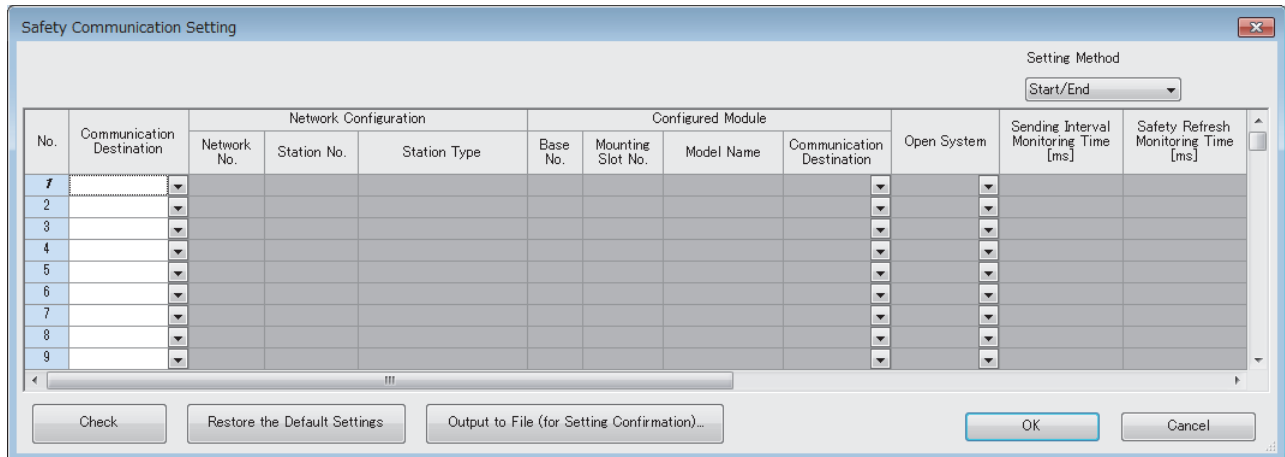 Safety Communication Setting
Setting Method
Start/End
No.
Communication
Destination
Network Configuration
Network
No.
Station No.
Station Type
Configured Module
Base
No.
Mounting
Slot No.
Model Name
Communication
Destination
Open System
Sending Interval
Monitoring Time
[ms]
Safety Refresh
Monitoring Time
[ms]
1
2
3
4
5
6
7
8
9
Check
Restore the Default Settings
Output to File (for Setting Confirmation)...
OK
Cancel